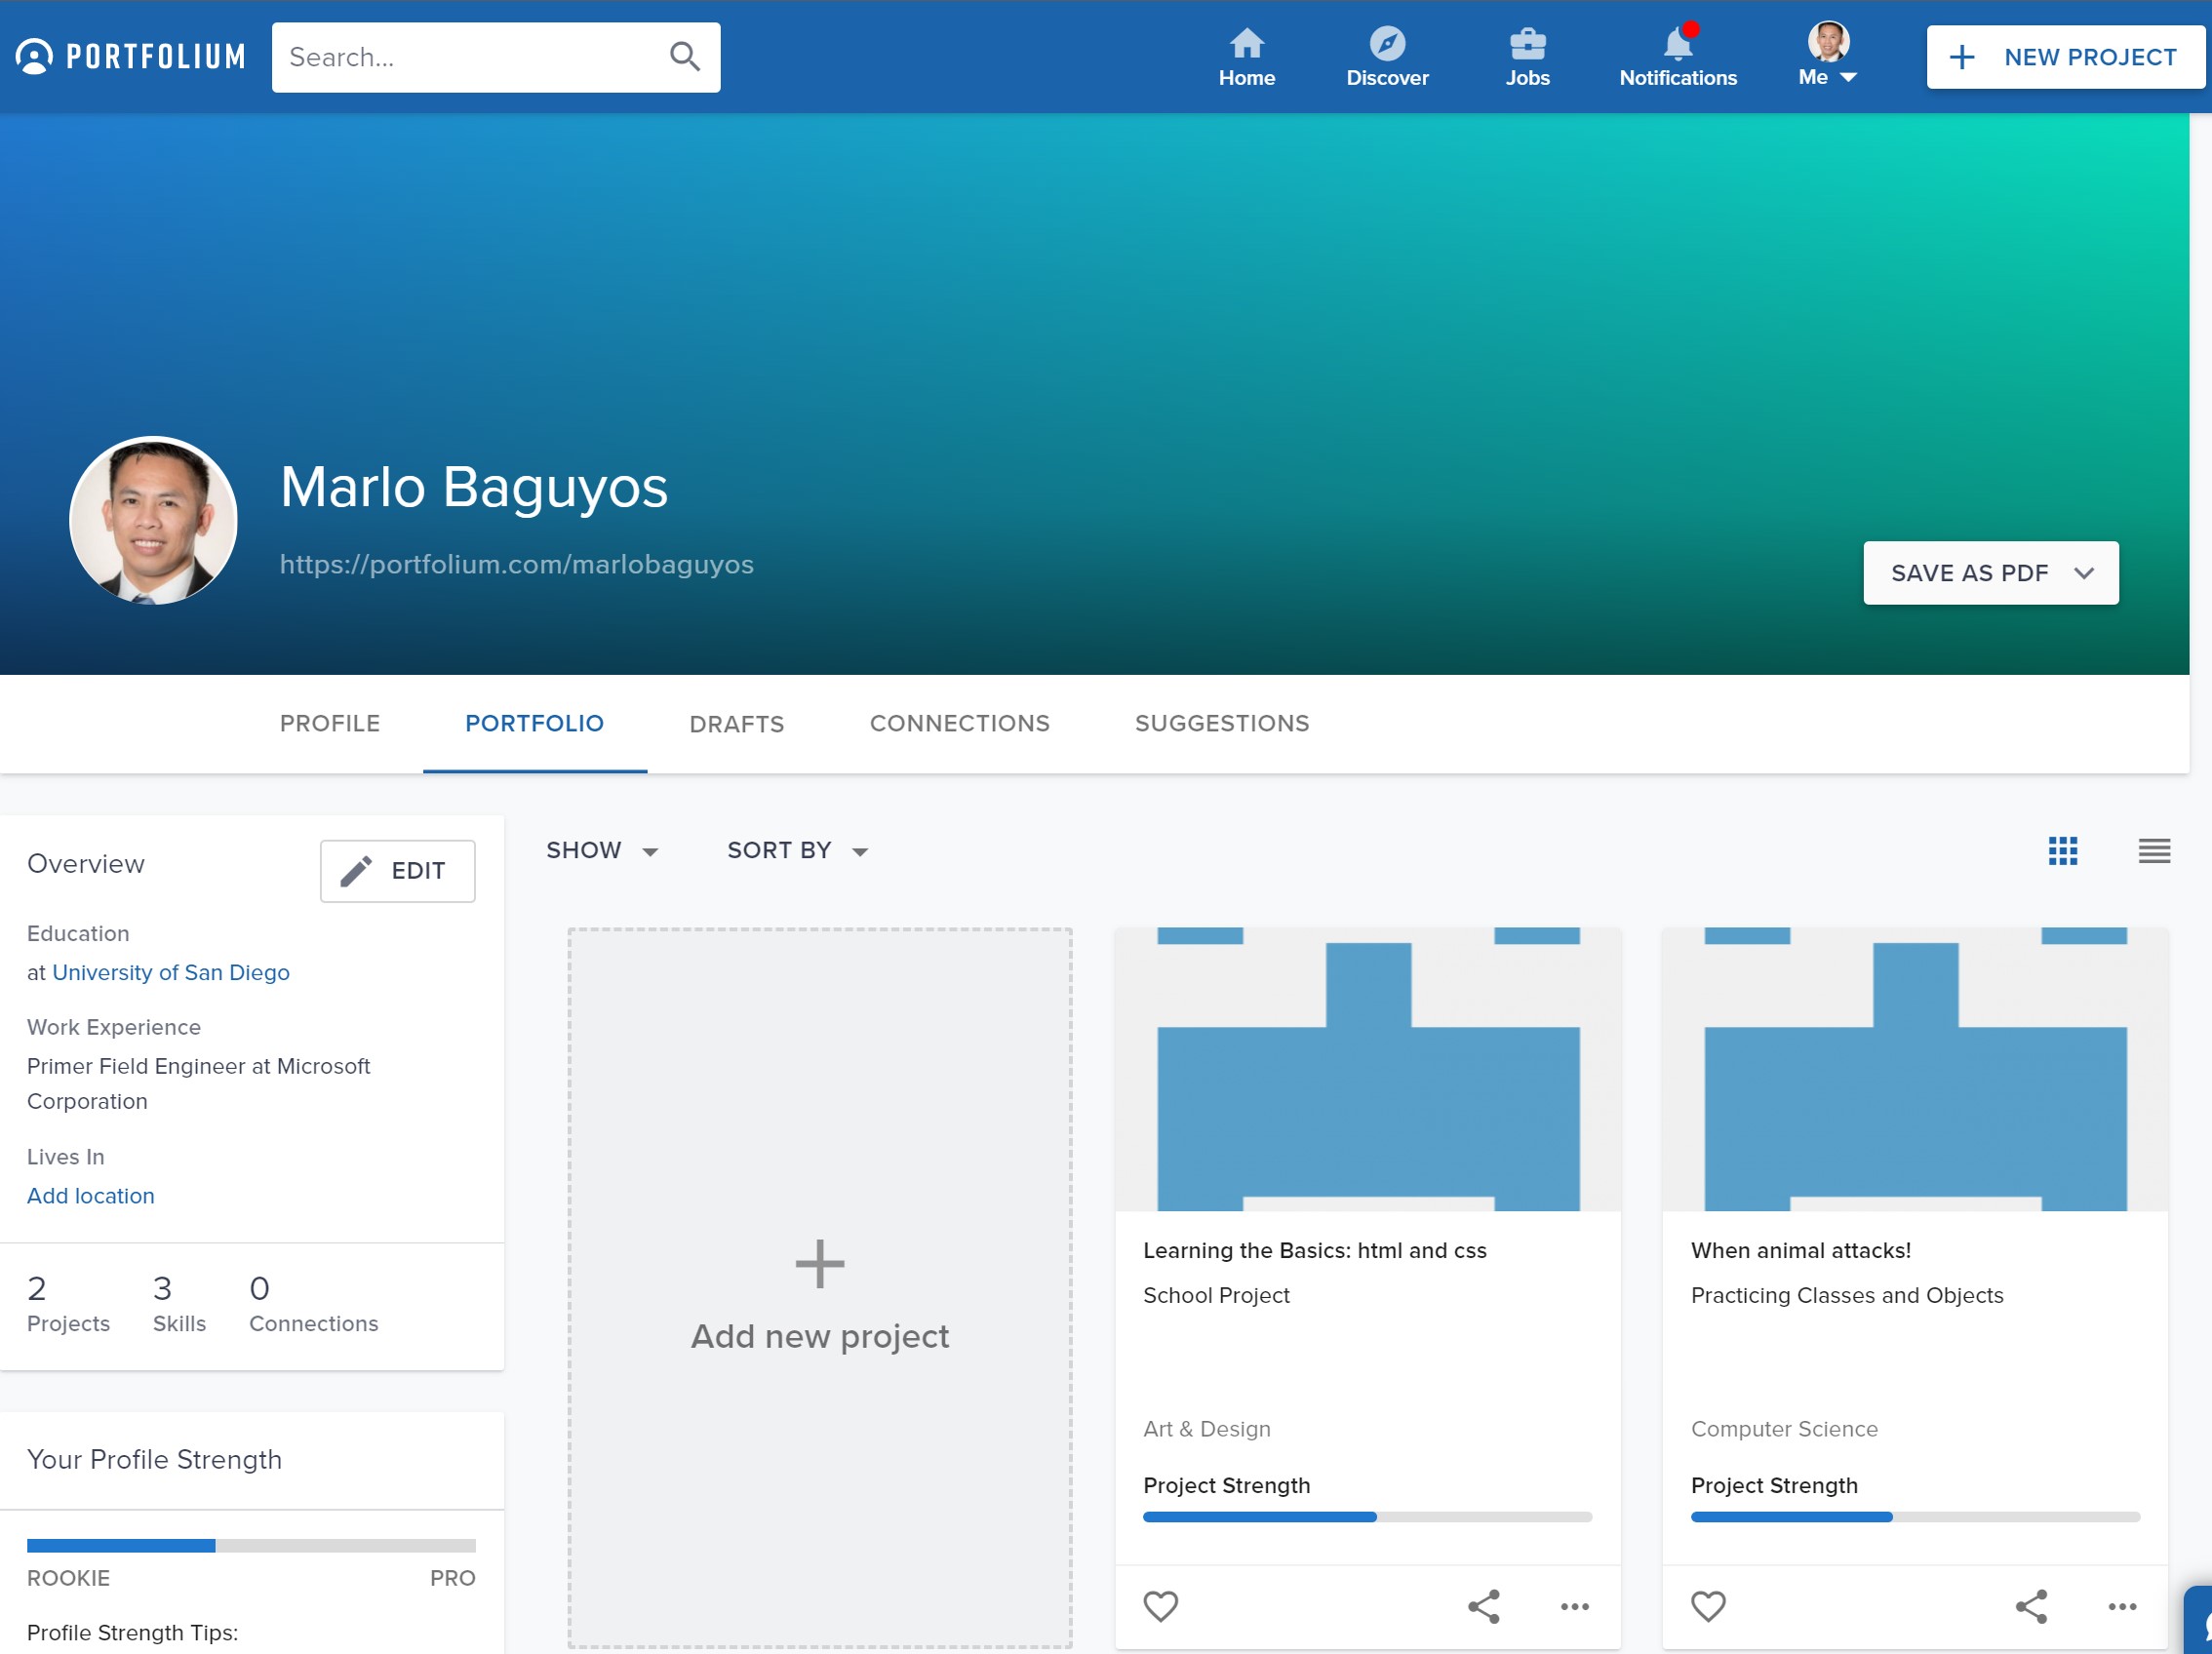 PORTFOLIUM
Search...
Home
Discover
Jobs
Notifications
Me
NEW PROJECT
Marlo Baguyos
https://portfolium.com/marlobaguyos
SAVE AS PDF
PROFILE
PORTFOLIO
DRAFTS
CONNECTIONS
SUGGESTIONS
Overview
EDIT
Education
at University of San Diego
Work Experience
Primer Field Engineer at Microsoft
Corporation
Lives In
Add location
2
Projects
3
Skills
0
Connections
Your Profile Strength
ROOKIE
PRO
Profile Strength Tips:
SHOW
SORT BY
Add new project
Learning the Basics: html and css
School Project
Art & Design
Project Strength
When animal attacks!
Practicing Classes and Objects
Computer Science
Project Strength